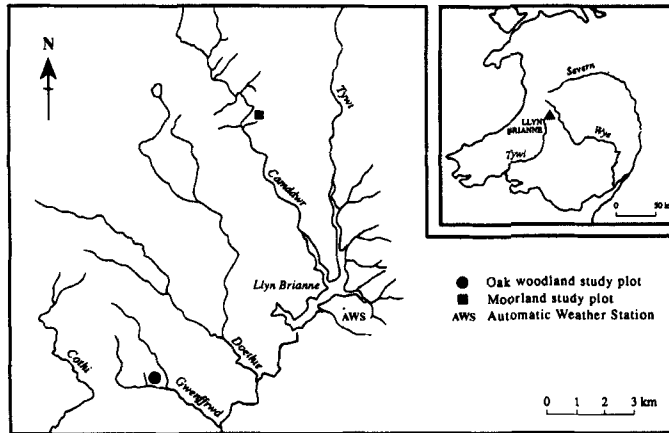 N
Tywi
Camddwr
Llyn Brianne
AWS
Doethie
Cothi
Gwenffrwd
Severn
LLYN
BRIANNE
Wye
Tywi
0 50 km
Oak woodland study plot
Moorland study plot
AWS Automatic Weather Station
0 1 2 3 km